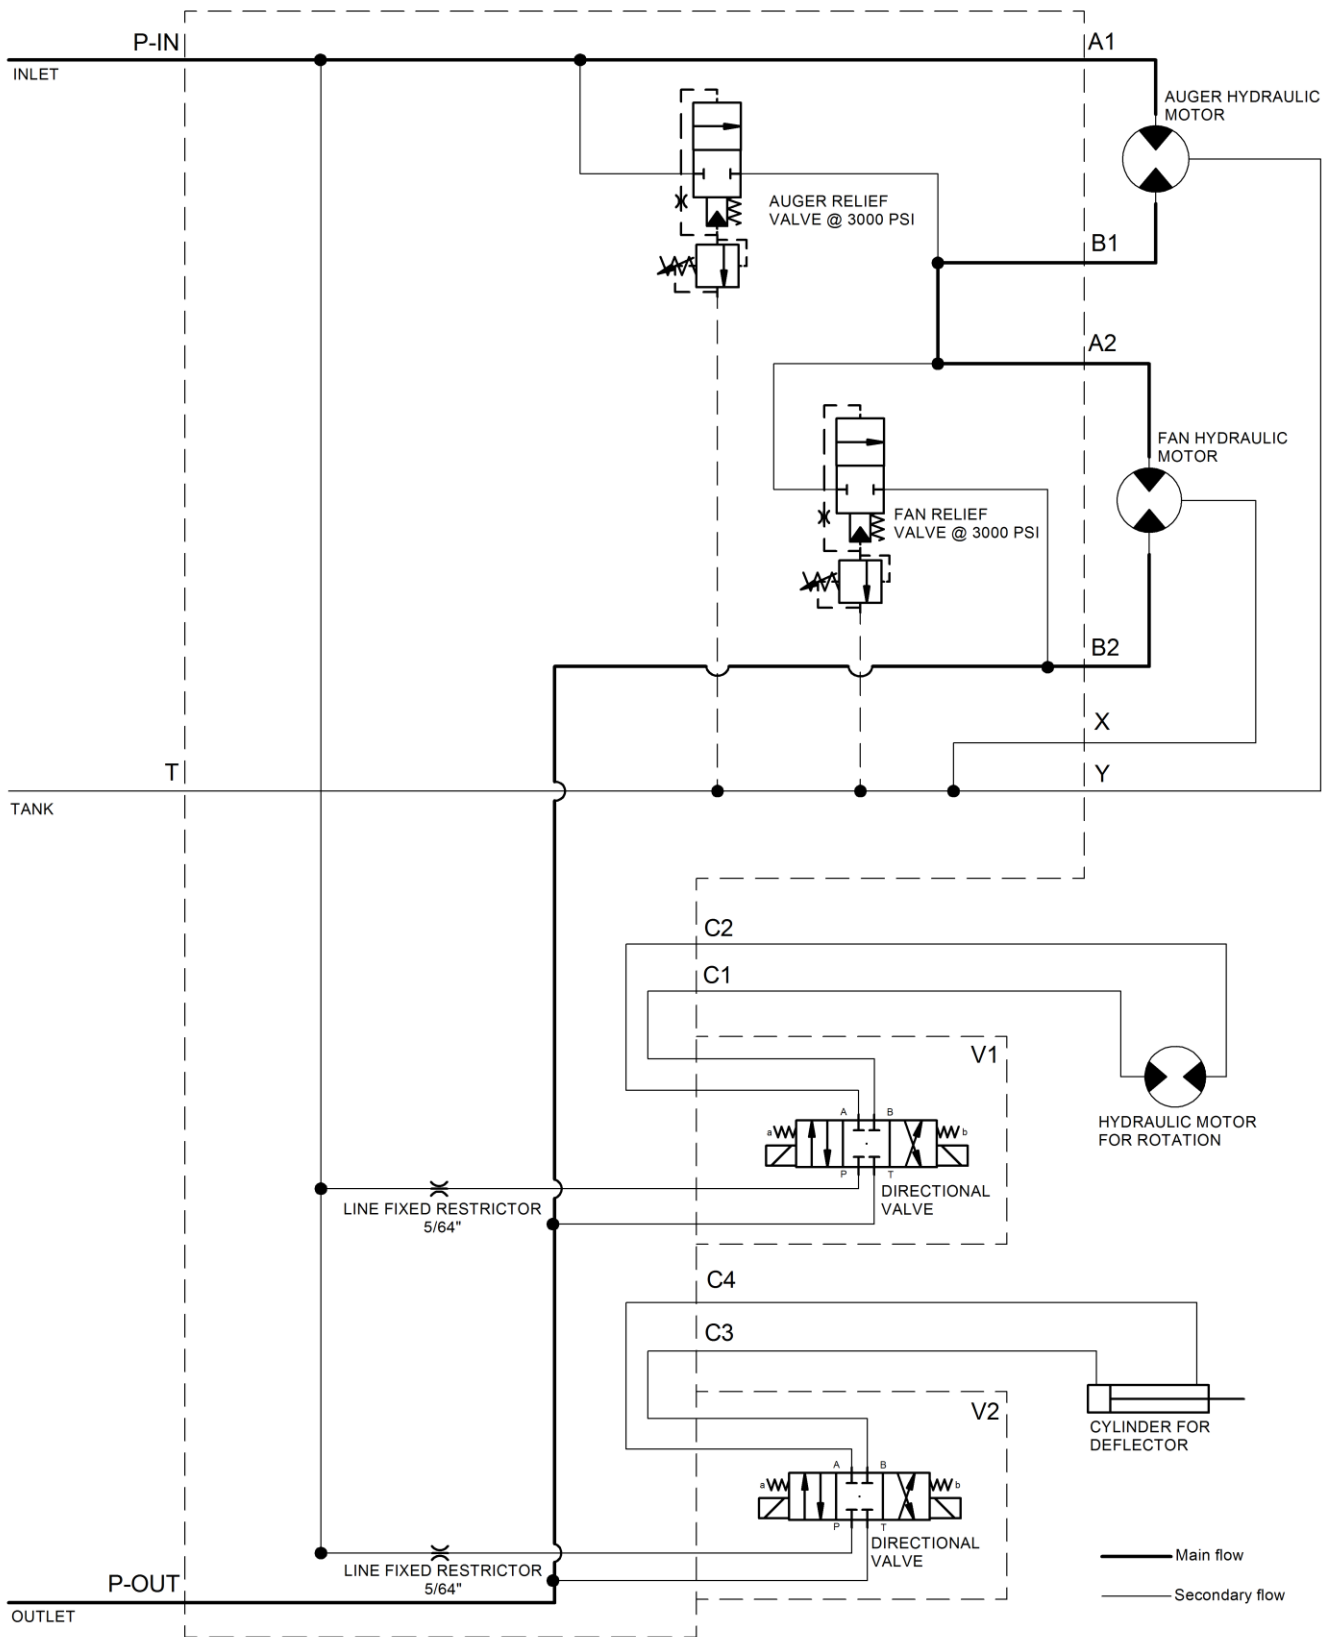 P-IN
A1
INLET
AUGER HYDRAULIC
MOTOR
AUGER RELIEF
VALVE @ 3000 PSI
B1
A2
FAN HYDRAULIC
MOTOR
FAN RELIEF
VALVE @ 3000 PSI
B2
X
T
Y
TANK
C2
C1
V1
A B
a b
P T
HYDRAULIC MOTOR
FOR ROTATION
DIRECTIONAL
VALVE
LINE FIXED RESTRICTOR
5/64"
C4
C3
V2
CYLINDER FOR
DEFLECTOR
A B
a b
P T
DIRECTIONAL
VALVE
LINE FIXED RESTRICTOR
5/64"
Main flow
P-OUT
Secondary flow
OUTLET